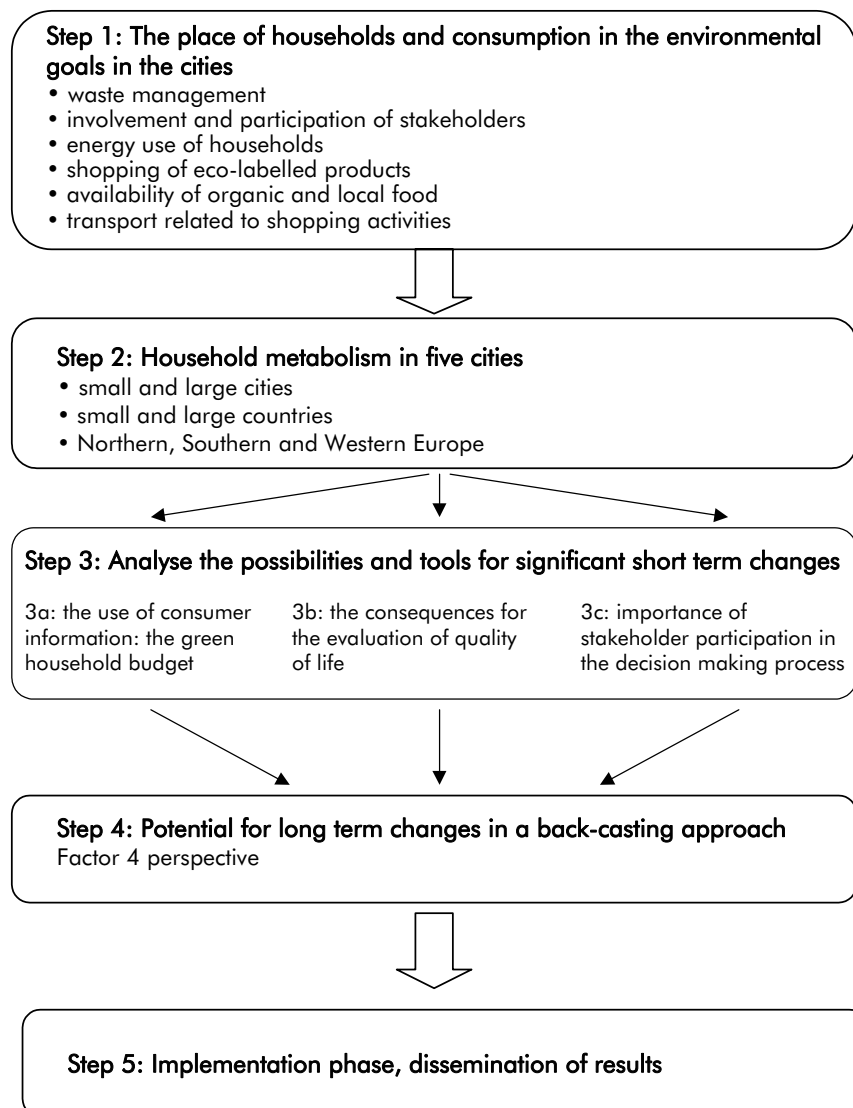 Step 1: The place of households and consumption in the environmental
goals in the cities
• waste management
• involvement and participation of stakeholders
• energy use of households
• shopping of eco-labelled products
• availability of organic and local food
• transport related to shopping activities
Step 2: Household metabolism in five cities
• small and large cities
• small and large countries
• Northern, Southern and Western Europe
Step 3: Analyse the possibilities and tools for significant short term changes
3a: the use of consumer
information: the green
household budget
3b: the consequences for
the evaluation of quality
of life
3c: importance of
stakeholder participation in
the decision making process
Step 4: Potential for long term changes in a back-casting approach
Factor 4 perspective
Step 5: Implementation phase, dissemination of results